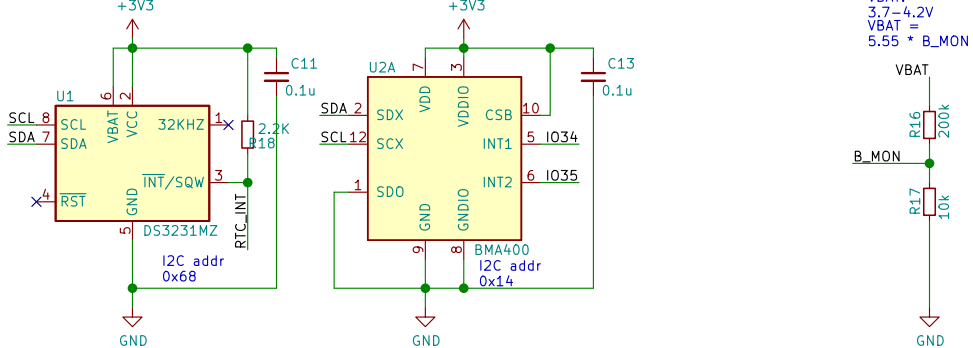 +3V3
U1
SCL 8 SCL
SDA 7 SDA
4 RST
6 VBAT
2 VCC
32KHZ 1
INT/SQW 3
GND
5
DS3231MZ
I2C addr
0x68
2.2K
R18
RTC_INT
C11
0.1u
GND
+3V3
U2A
SDA 2 SDX
SCL 12 SCX
1 SDO
7 VDD
3 VDDIO
CSB 10
INT1 5 IO34
INT2 6 IO35
GND 9
GNDIO 8
BMA400
I2C addr
0x14
C13
0.1u
GND
3.7-4.2V
VBAT =
5.55 * B_MON
VBAT
R16
200k
B_MON
R17
10k
GND